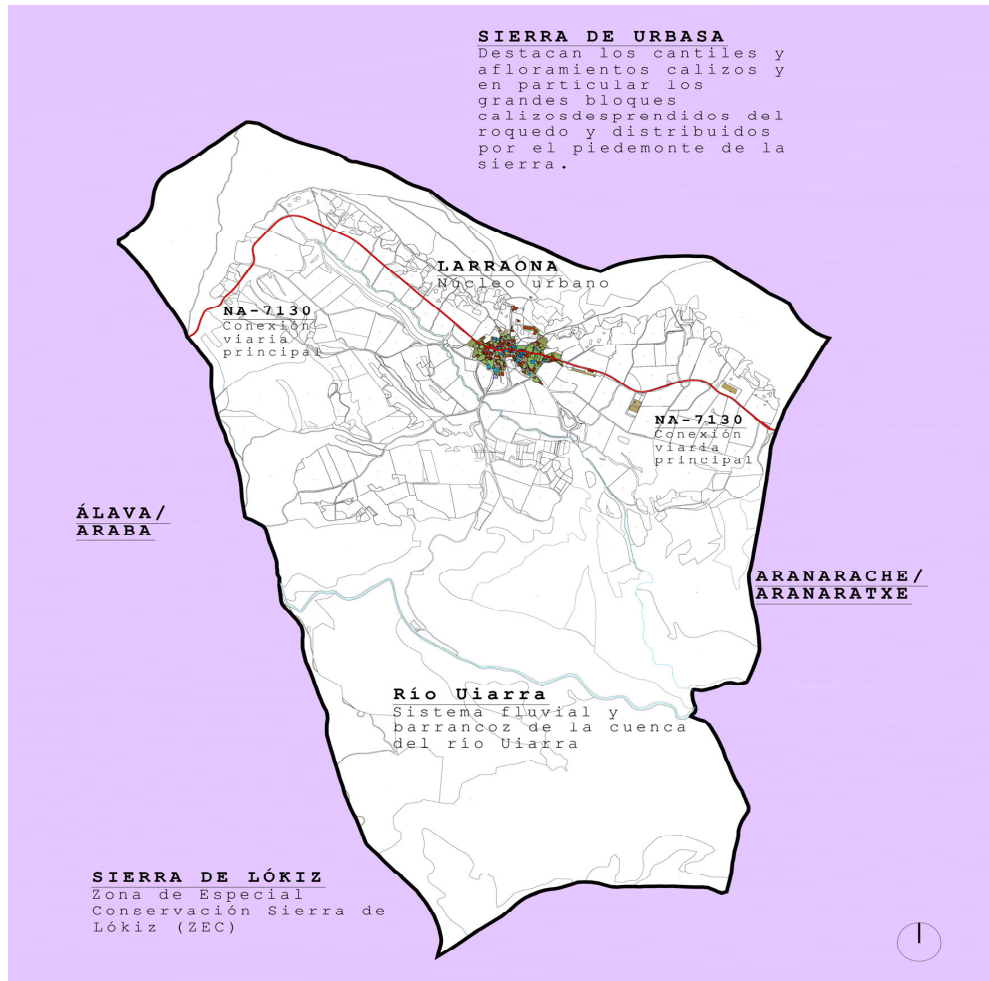 SIERRA DE URBASA
Destacan los cantiles y
afloramientos calizos y
en particular los
grandes bloques
calizosdesprendidos del
roquedo y distribuidos
por el piedemonte de la
sierra.
LARRAONA
Núcleo urbano
NA-7130
Conexión
viaria
principal
NA-7130
Conexión
viaria
principal
ÁLAVA/
ARABA
ARANARACHE/
ARANARATXE
Río Uiarra
Sistema fluvial y
barrancoz de la cuenca
del río Uiarra
SIERRA DE LÓKIZ
Zona de Especial
Conservación Sierra de
Lókiz (ZEC)